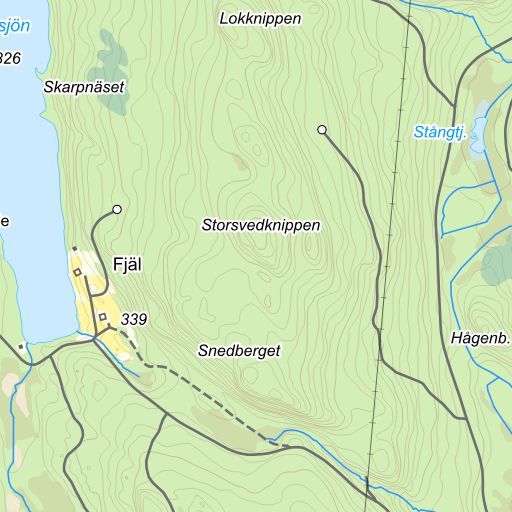 Lokknippen
sjön
326
Skarpnäset
Stångtj.
Storsvedknippen
e
Fjäl
339
Hågenb.
Snedberget